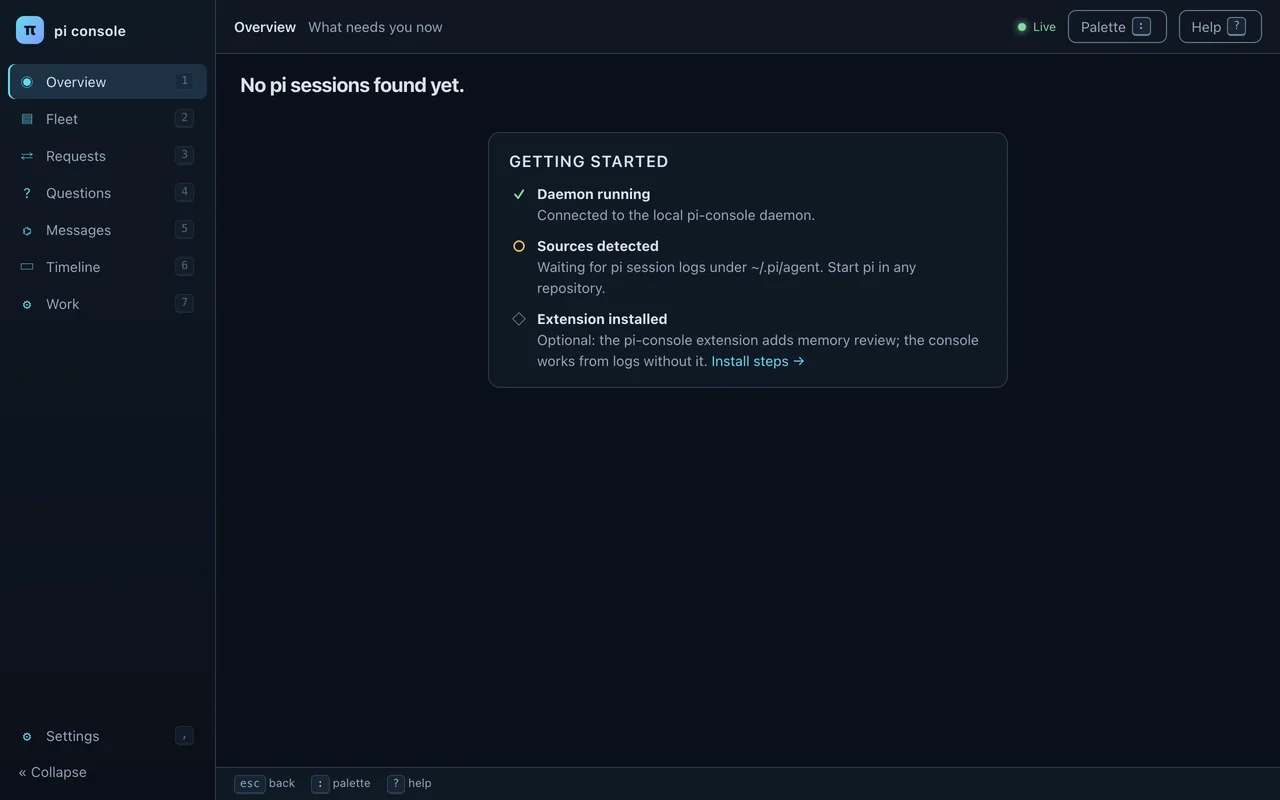 π pi console
Overview 1
Fleet 2
Requests 3
? Questions 4
Messages 5
Timeline 6
Work 7
Settings ,
« Collapse
Overview What needs you now
Live
Palette :
Help ?
No pi sessions found yet.
GETTING STARTED
✓ Daemon running
Connected to the local pi-console daemon.
Sources detected
Waiting for pi session logs under ~/.pi/agent. Start pi in any
repository.
Extension installed
Optional: the pi-console extension adds memory review; the console
works from logs without it. Install steps →
esc back : palette ? help